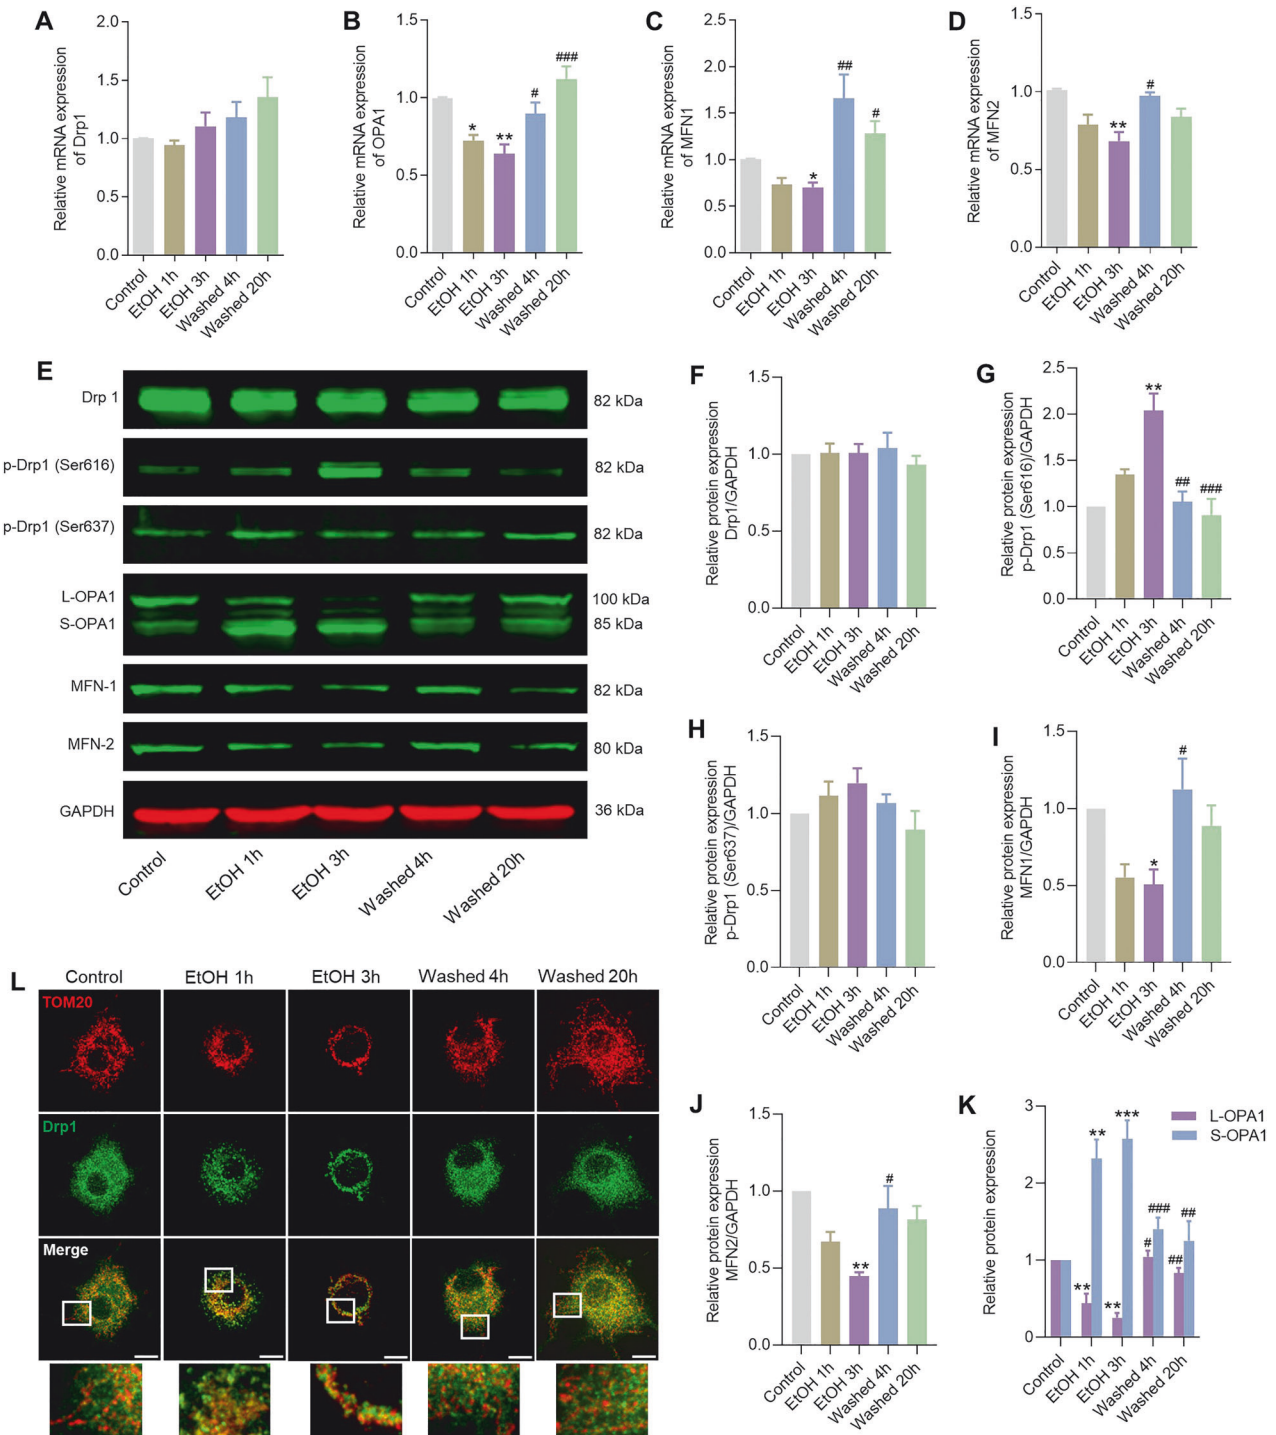 A
Relative mRNA expression
of Drp1
2.0
1.5
1.0
0.5
0.0
Control
EtOH 1h
EtOH 3h
Washed 4h
Washed 20h
B
Relative mRNA expression
of OPA1
1.5
1.0
0.5
0.0
*
**
#
###
Control
EtOH 1h
EtOH 3h
Washed 4h
Washed 20h
C
Relative mRNA expression
of MFN1
2.5
2.0
1.5
1.0
0.5
0.0
*
##
#
Control
EtOH 1h
EtOH 3h
Washed 4h
Washed 20h
D
Relative mRNA expression
of MFN2
1.5
1.0
0.5
0.0
**
#
Control
EtOH 1h
EtOH 3h
Washed 4h
Washed 20h
E
Drp 1
82 kDa
p-Drp1 (Ser616)
82 kDa
p-Drp1 (Ser637)
82 kDa
L-OPA1
100 kDa
S-OPA1
85 kDa
MFN-1
82 kDa
MFN-2
80 kDa
GAPDH
36 kDa
Control
EtOH 1h
EtOH 3h
Washed 4h
Washed 20h
F
Relative protein expression
Drp1/GAPDH
1.5
1.0
0.5
0.0
Control
EtOH 1h
EtOH 3h
Washed 4h
Washed 20h
G
Relative protein expression
p-Drp1 (Ser616)/GAPDH
2.5
2.0
1.5
1.0
0.5
0.0
**
##
###
Control
EtOH 1h
EtOH 3h
Washed 4h
Washed 20h
H
Relative protein expression
p-Drp1 (Ser637)/GAPDH
1.5
1.0
0.5
0.0
Control
EtOH 1h
EtOH 3h
Washed 4h
Washed 20h
I
Relative protein expression
MFN1/GAPDH
1.5
1.0
0.5
0.0
*
#
Control
EtOH 1h
EtOH 3h
Washed 4h
Washed 20h
J
Relative protein expression
MFN2/GAPDH
1.5
1.0
0.5
0.0
**
#
Control
EtOH 1h
EtOH 3h
Washed 4h
Washed 20h
K
Relative protein expression
3
2
1
0
L-OPA1
S-OPA1
**
**
**
***
#
###
##
##
Control
EtOH 1h
EtOH 3h
Washed 4h
Washed 20h
L
Control
EtOH 1h
EtOH 3h
Washed 4h
Washed 20h
TOM20
Drp1
Merge